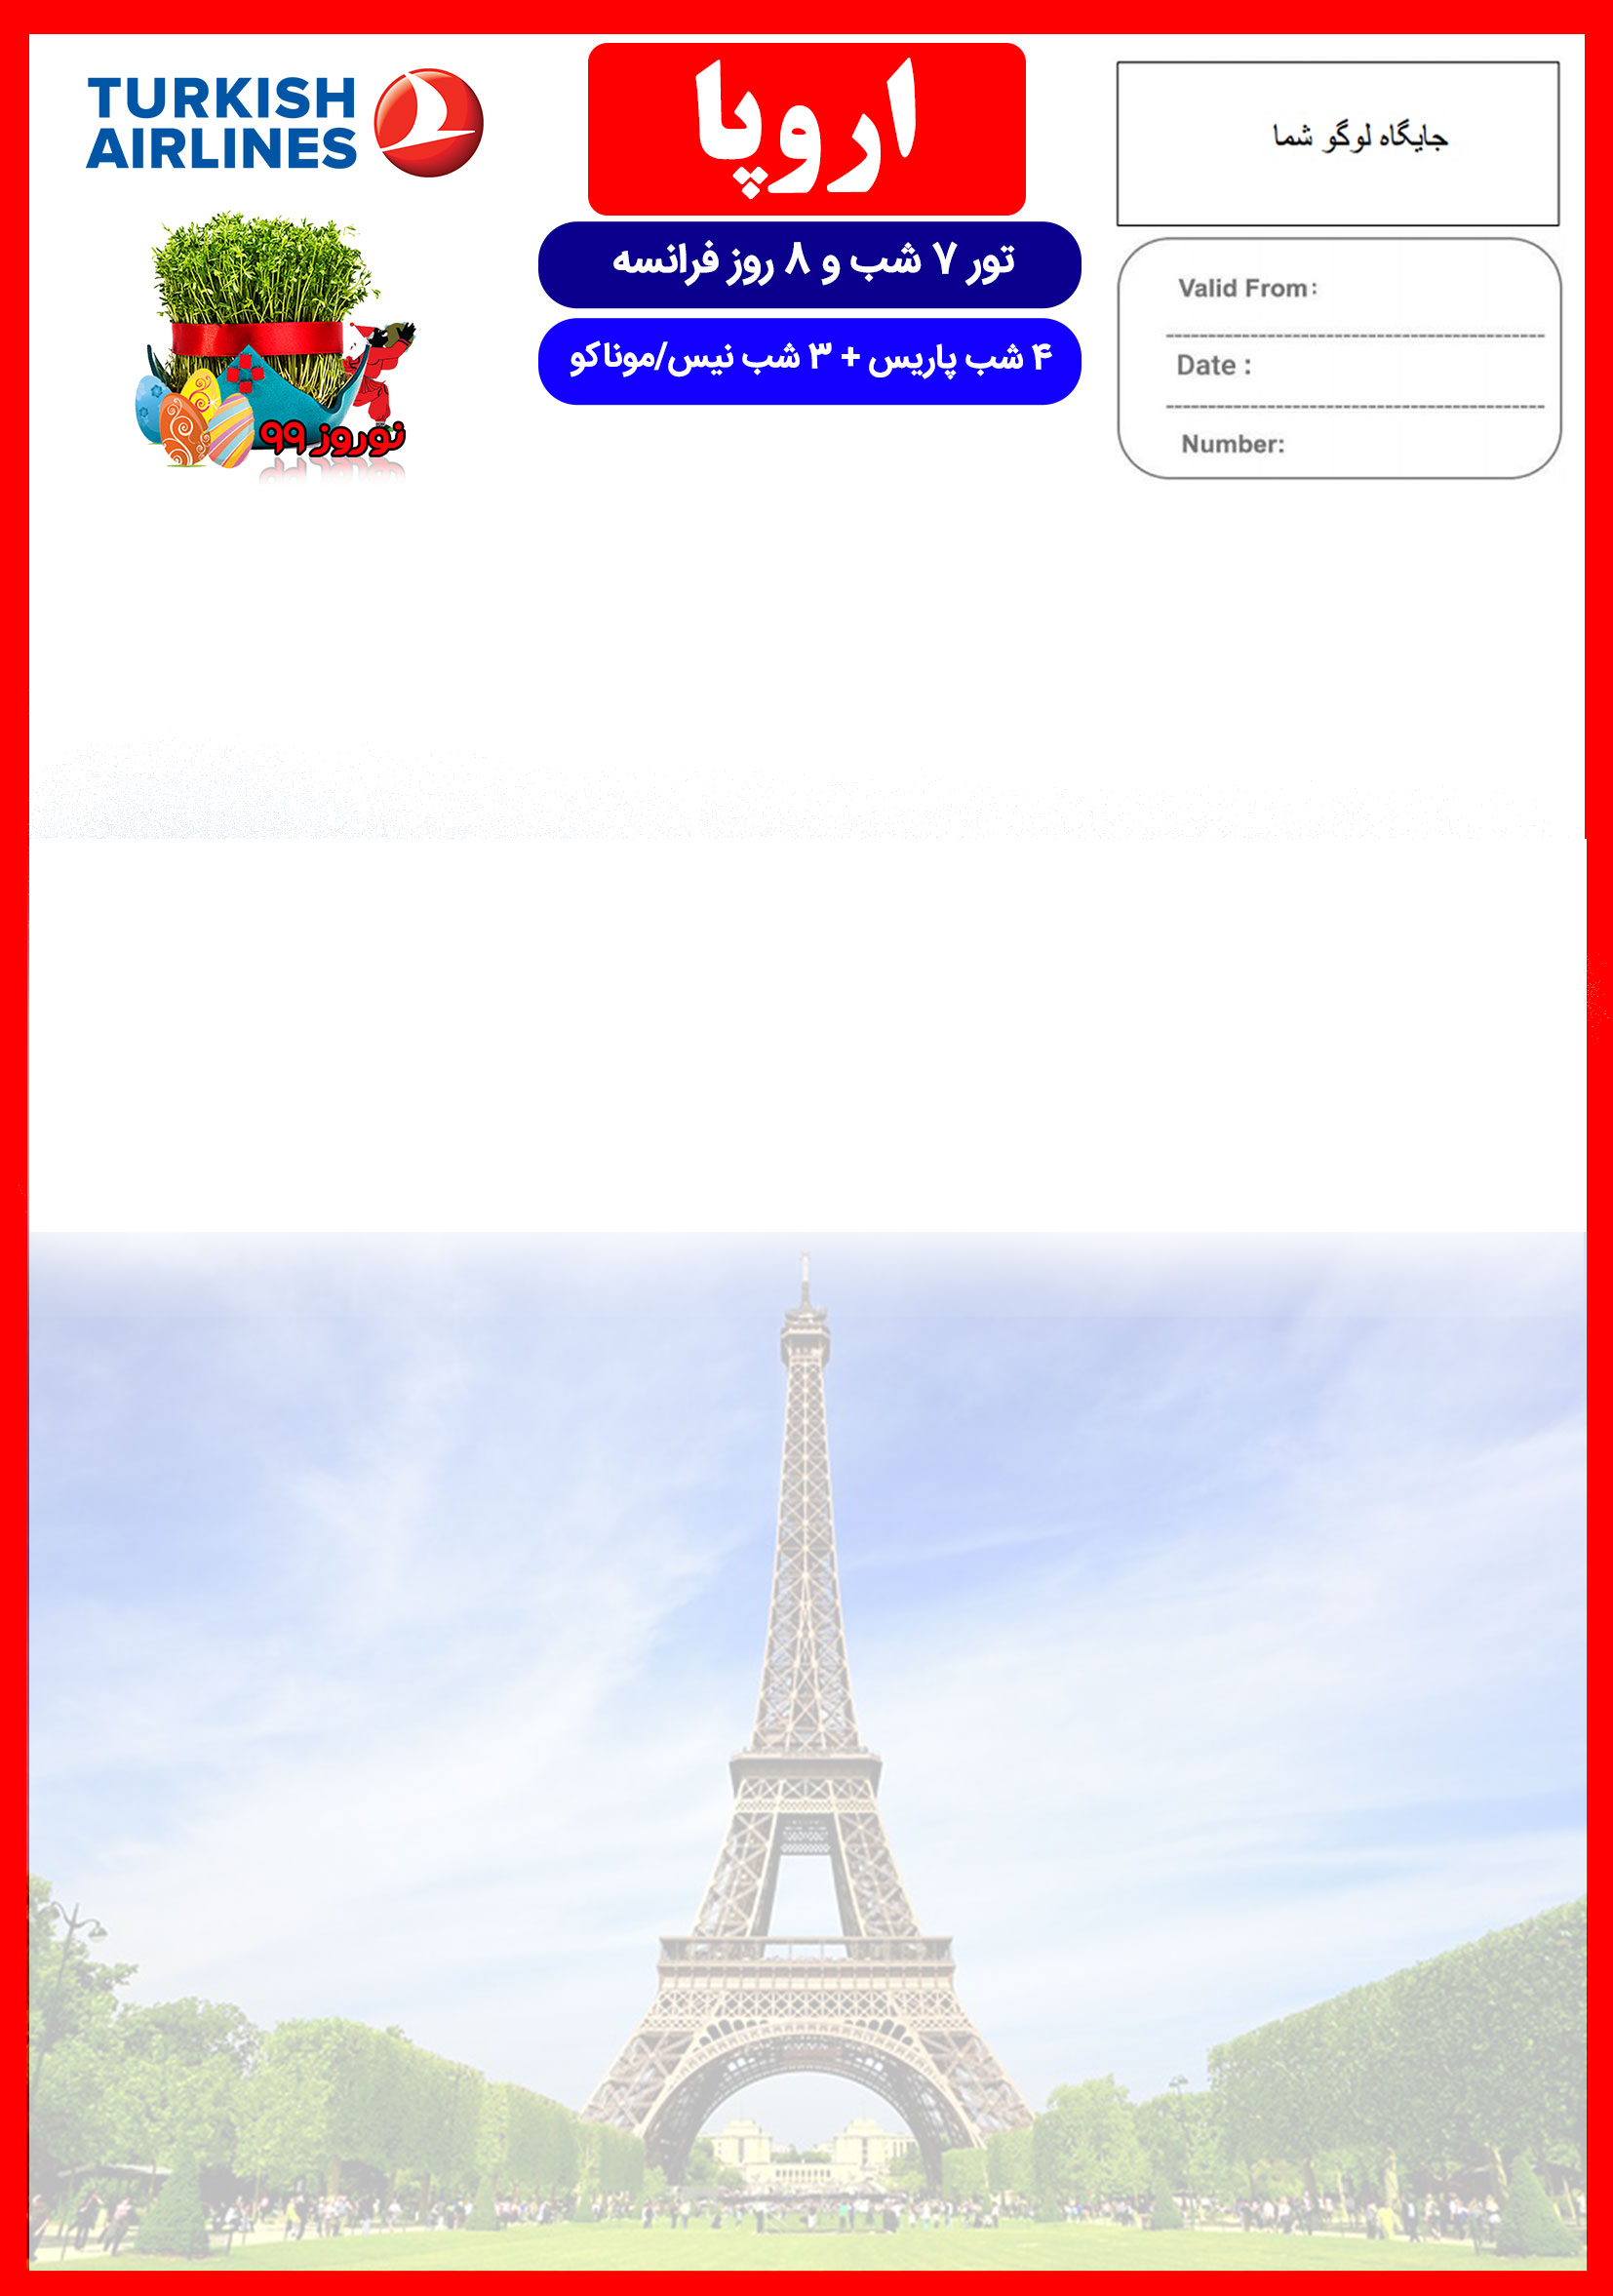 TURKISH
AIRLINES
اروپا
جایگاه لوگو شما
تور ۷ شب و ۸ روز فرانسه
۴ شب پاریس + ۳ شب نیس/موناکو
Valid From:
Date :
Number:
نوروز ۹۹